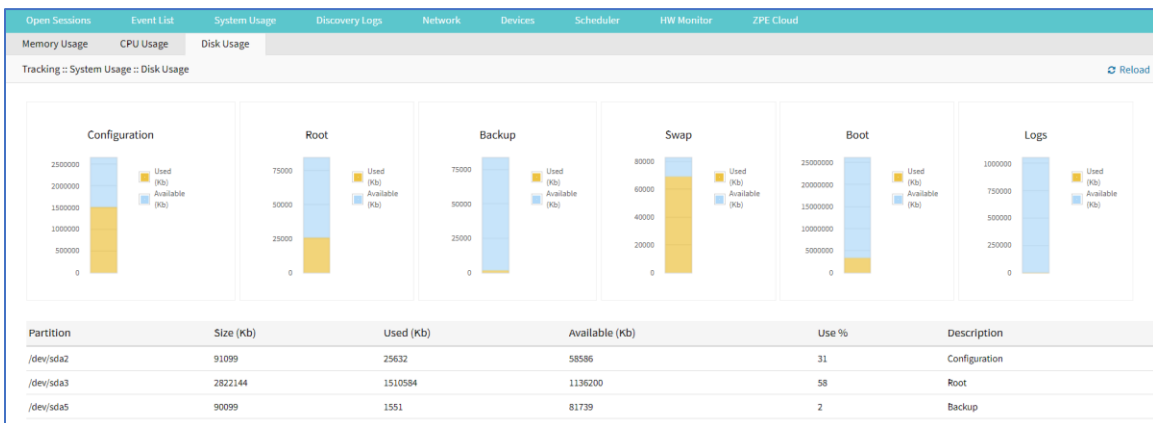 Open Sessions Event List System Usage Discovery Logs Network Devices Scheduler HW Monitor ZPE Cloud
Memory Usage CPU Usage Disk Usage
Tracking :: System Usage :: Disk Usage Reload
Configuration
2500000
2000000
1500000
1000000
500000
0
Used
(Kb)
Available
(Kb)
Root
75000
50000
25000
0
Used
(Kb)
Available
(Kb)
Backup
75000
50000
25000
0
Used
(Kb)
Available
(Kb)
Swap
80000
60000
40000
20000
0
Used
(Kb)
Available
(Kb)
Boot
25000000
20000000
15000000
10000000
5000000
0
Used
(Kb)
Available
(Kb)
Logs
1000000
750000
500000
250000
0
Used
(Kb)
Available
(Kb)
Partition Size (Kb) Used (Kb) Available (Kb) Use % Description
/dev/sda2 91099 25632 58586 31 Configuration
/dev/sda3 2822144 1510584 1136200 58 Root
/dev/sda5 90099 1551 81739 2 Backup